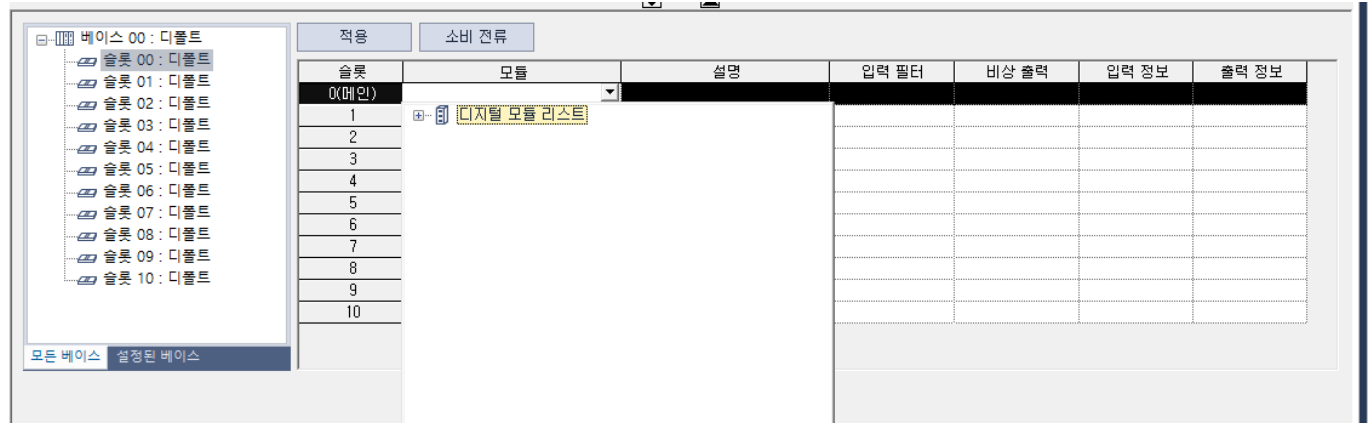 베이스 00 : 디폴트
슬롯 00 : 디폴트
슬롯 01 : 디폴트
슬롯 02 : 디폴트
슬롯 03 : 디폴트
슬롯 04 : 디폴트
슬롯 05 : 디폴트
슬롯 06 : 디폴트
슬롯 07 : 디폴트
슬롯 08 : 디폴트
슬롯 09 : 디폴트
슬롯 10 : 디폴트
모든 베이스 설정된 베이스
적용 소비 전류
슬롯 모듈 설명 입력 필터 비상 출력 입력 정보 출력 정보
0(메인)
1 디지털 모듈 리스트
2
3
4
5
6
7
8
9
10